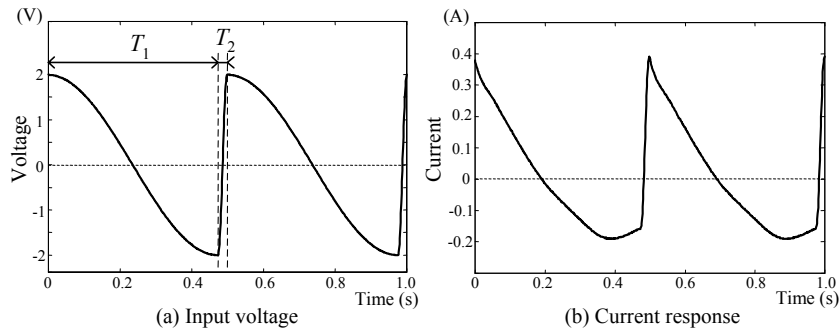 (V)
T1
T2
Voltage
2
1
0
-1
-2
0
0.2
0.4
0.6
0.8
1.0
Time (s)
(a) Input voltage
(A)
Current
0.4
0.3
0.2
0.1
0
-0.1
-0.2
0
0.2
0.4
0.6
0.8
1.0
Time (s)
(b) Current response